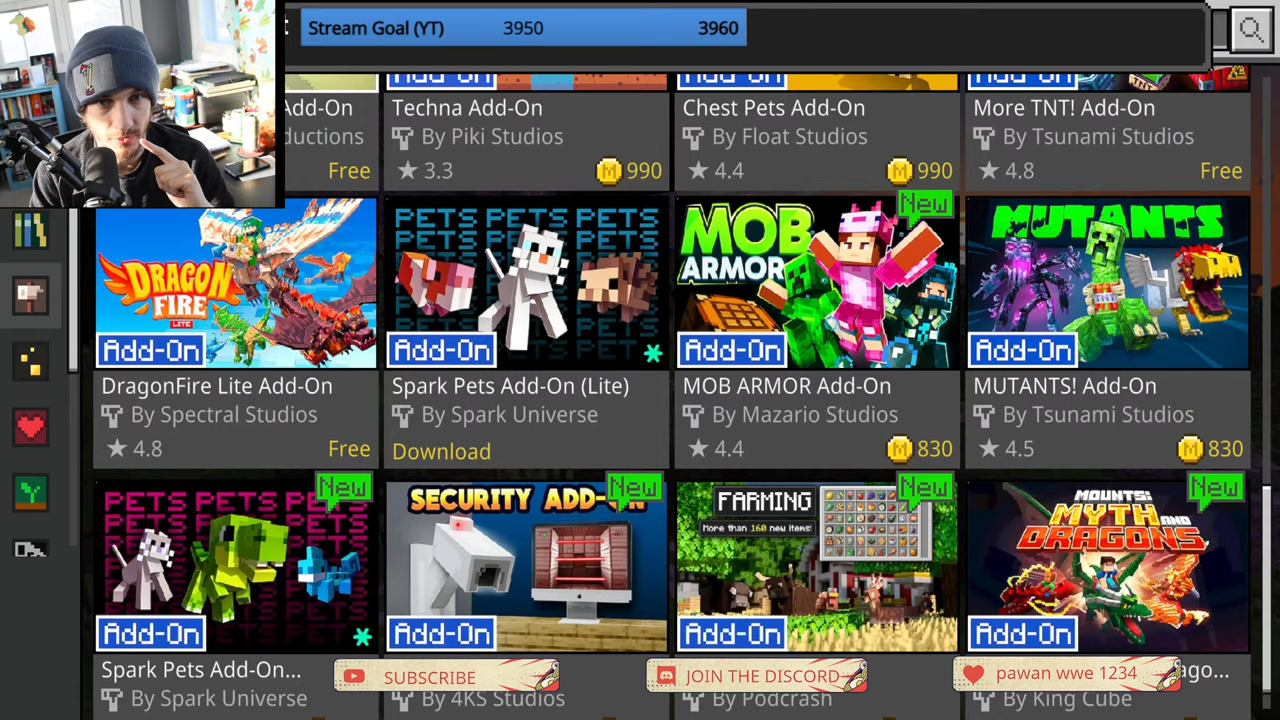 Stream Goal (YT) 3950 3960
Add-On Add-On Add-On
Add-On Techna Add-On Chest Pets Add-On More TNT! Add-On
ductions By Piki Studios By Float Studios By Tsunami Studios
Free 3.3 990 4.4 990 4.8 Free
DRAGON
FIRE
LITE
Add-On
DragonFire Lite Add-On
By Spectral Studios
4.8 Free
PETS PETS PETS
PETS PETS PETS
Add-On
Spark Pets Add-On (Lite)
By Spark Universe
Download
New
MOB
ARMOR
Add-On
MOB ARMOR Add-On
By Mazario Studios
4.4 830
MUTANTS
Add-On
MUTANTS! Add-On
By Tsunami Studios
4.5 830
New
PETS PETS PETS
Add-On
Spark Pets Add-On...
By Spark Universe
New
SECURITY ADD-ON
Add-On
By 4KS Studios
New
FARMING
More than 160 new items!
Add-On
By Podcrash
New
MOUNTS:
MYTH AND
DRAGONS
Add-On
ago...
By King Cube
SUBSCRIBE JOIN THE DISCORD pawan wwe 1234